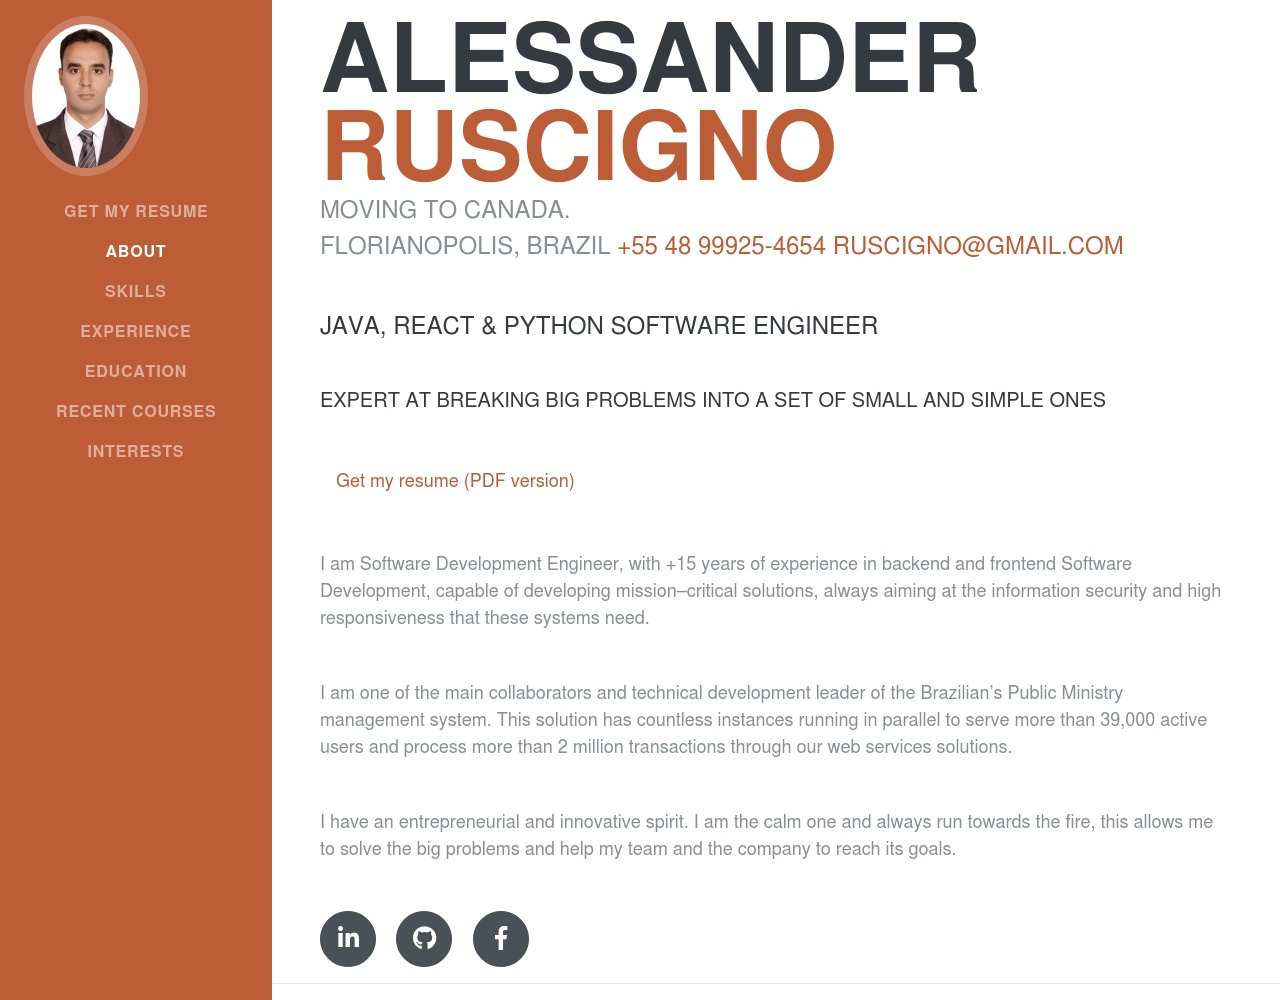 GET MY RESUME
ABOUT
SKILLS
EXPERIENCE
EDUCATION
RECENT COURSES
INTERESTS
ALESSANDER
RUSCIGNO
MOVING TO CANADA.
FLORIANOPOLIS, BRAZIL +55 48 99925-4654 RUSCIGNO@GMAIL.COM
JAVA, REACT & PYTHON SOFTWARE ENGINEER
EXPERT AT BREAKING BIG PROBLEMS INTO A SET OF SMALL AND SIMPLE ONES
Get my resume (PDF version)
I am Software Development Engineer, with +15 years of experience in backend and frontend Software
Development, capable of developing mission–critical solutions, always aiming at the information security and high
responsiveness that these systems need.
I am one of the main collaborators and technical development leader of the Brazilian’s Public Ministry
management system. This solution has countless instances running in parallel to serve more than 39,000 active
users and process more than 2 million transactions through our web services solutions.
I have an entrepreneurial and innovative spirit. I am the calm one and always run towards the fire, this allows me
to solve the big problems and help my team and the company to reach its goals.